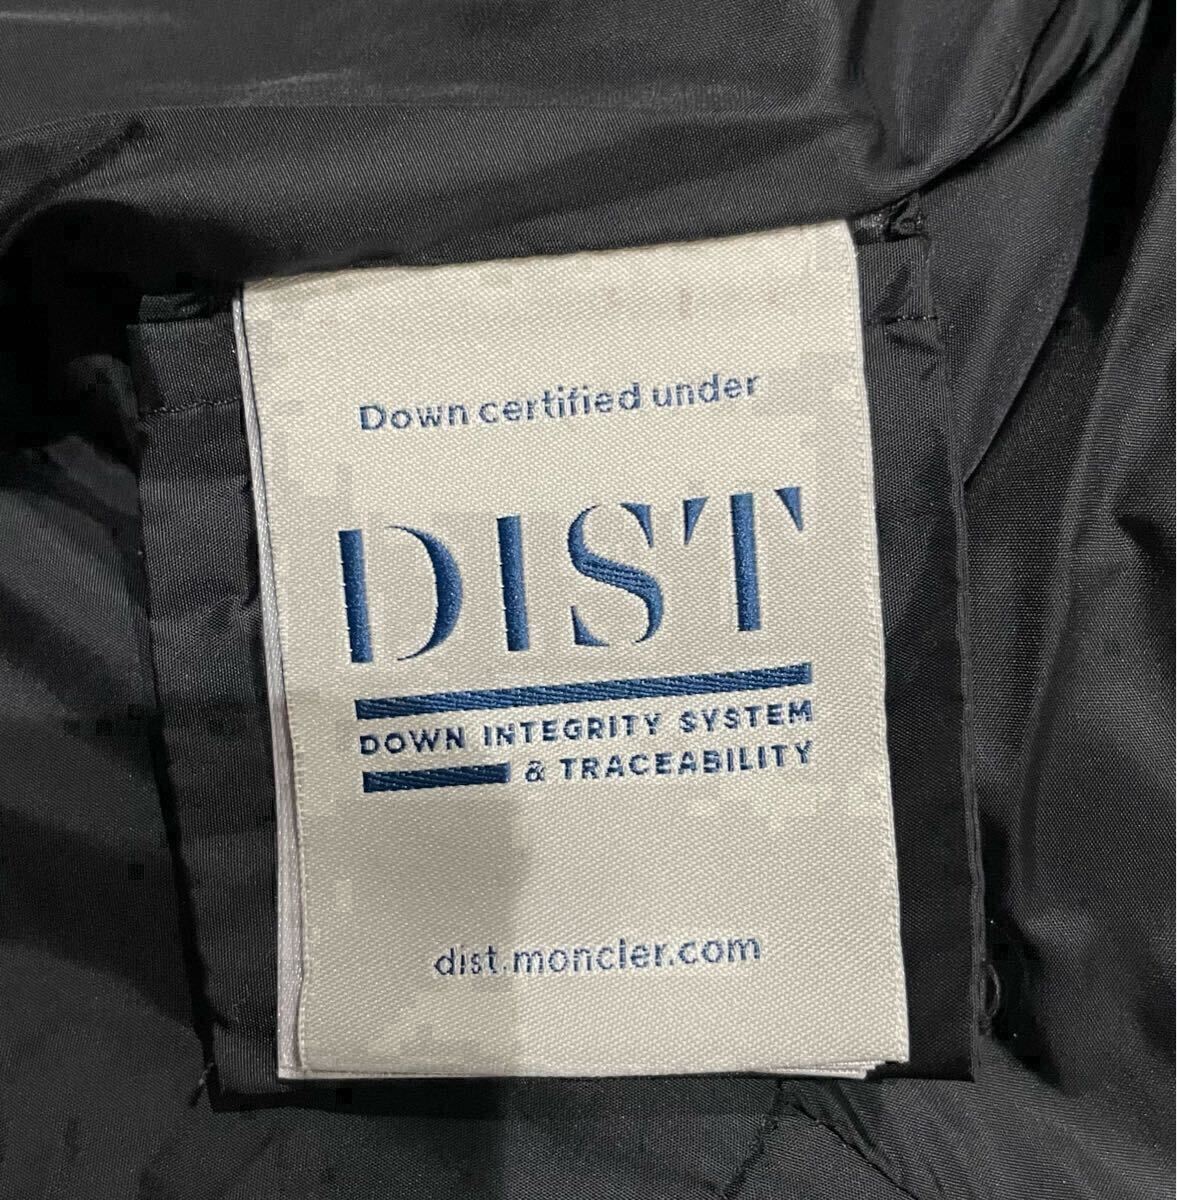 Down certified under
DIST
DOWN INTEGRITY SYSTEM
& TRACEABILITY
dist.moncler.com